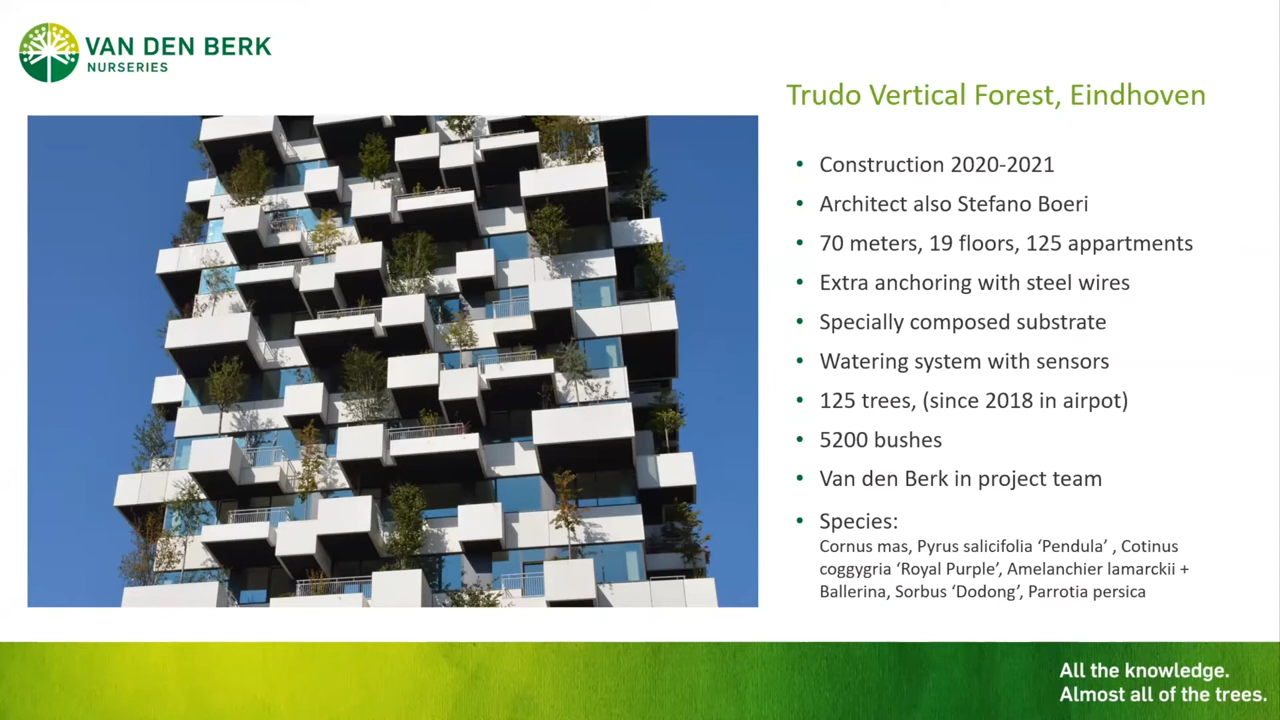 VAN DEN BERK
NURSERIES
Trudo Vertical Forest, Eindhoven
• Construction 2020-2021
• Architect also Stefano Boeri
• 70 meters, 19 floors, 125 appartments
• Extra anchoring with steel wires
• Specially composed substrate
• Watering system with sensors
• 125 trees, (since 2018 in airpot)
• 5200 bushes
• Van den Berk in project team
• Species:
Cornus mas, Pyrus salicifolia ‘Pendula’ , Cotinus
coggygria ‘Royal Purple’, Amelanchier lamarckii +
Ballerina, Sorbus ‘Dodong’, Parrotia persica
All the knowledge.
Almost all of the trees.